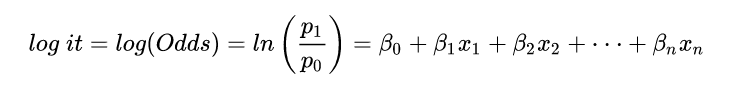 log it = log(Odds) = ln (p₁/p₀) = β₀ + β₁x₁ + β₂x₂ + ⋯ + βₙxₙ